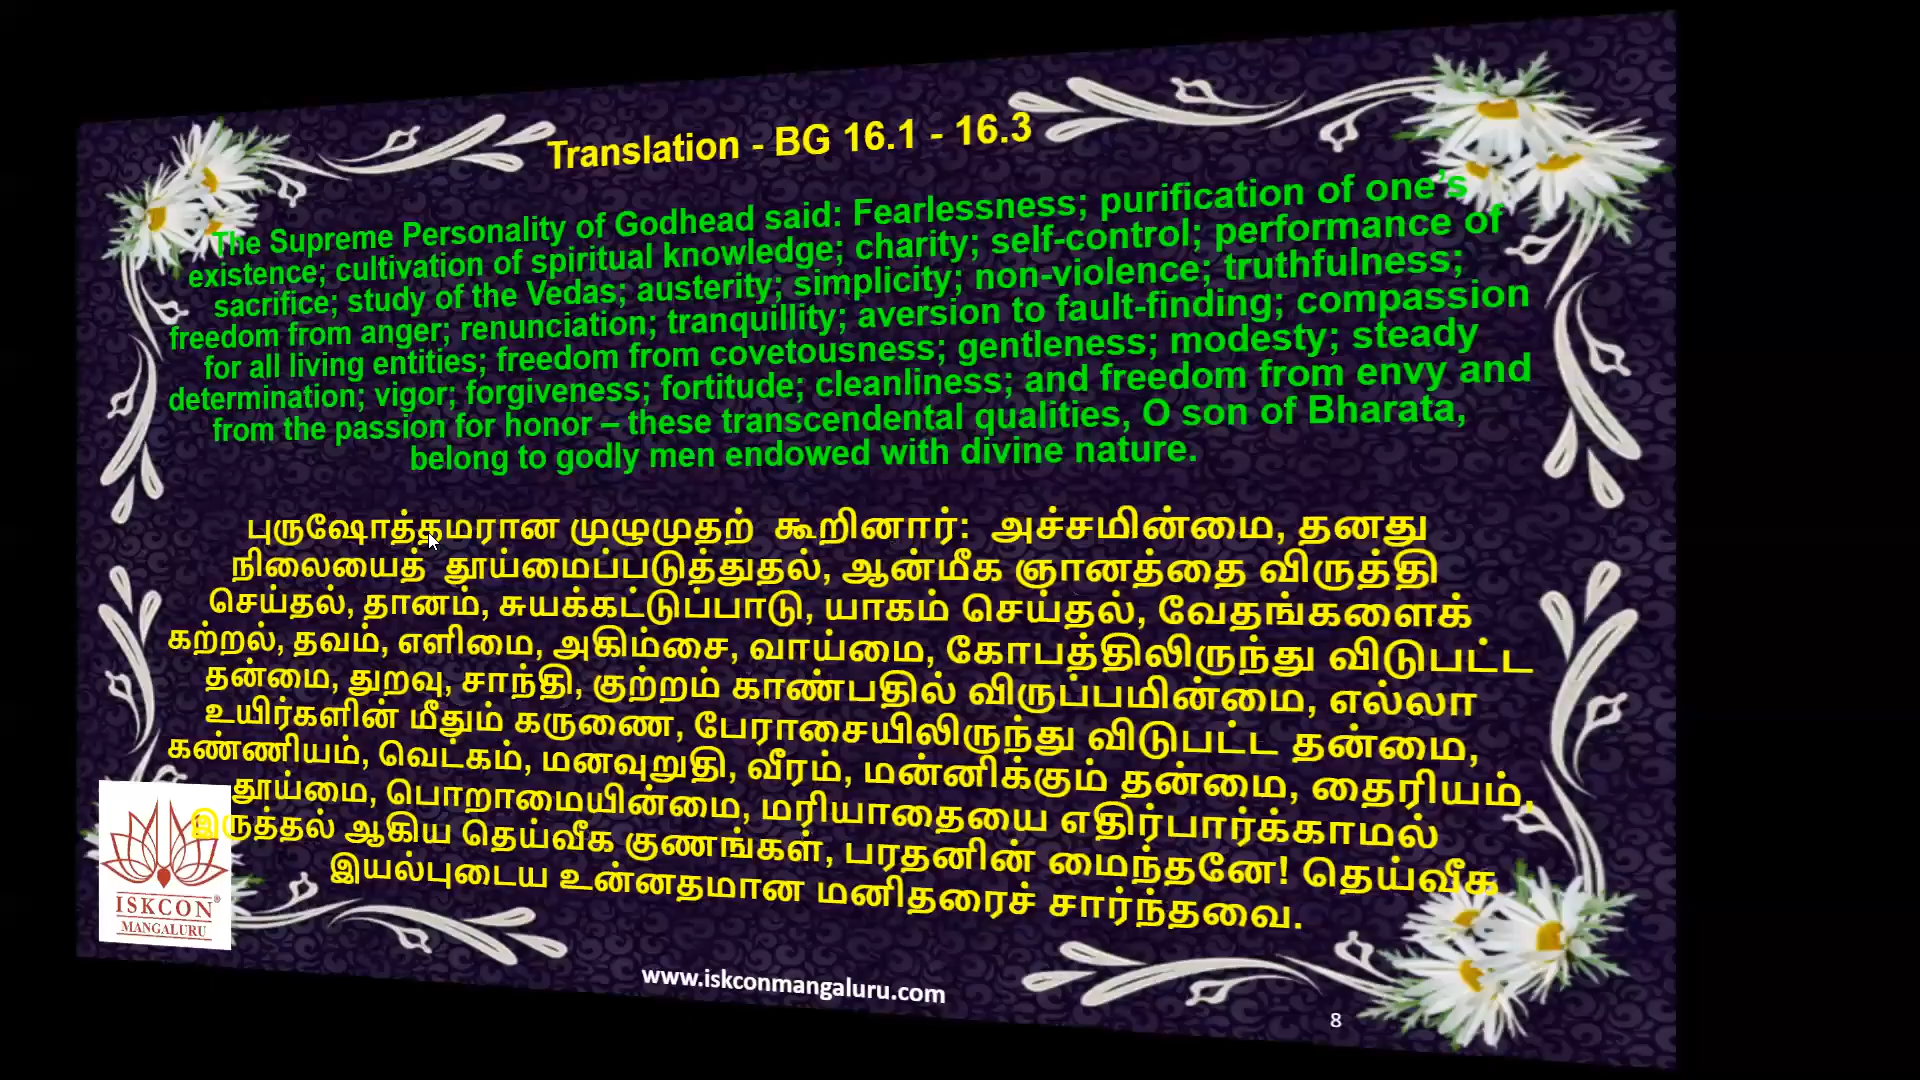 Translation - BG 16.1 - 16.3
The Supreme Personality of Godhead said: Fearlessness; purification of one's
existence; cultivation of spiritual knowledge; charity; self-control; performance of
sacrifice; study of the Vedas; austerity; simplicity; non-violence; truthfulness;
freedom from anger; renunciation; tranquillity; aversion to fault-finding; compassion
for all living entities; freedom from covetousness; gentleness; modesty; steady
determination; vigor; forgiveness; fortitude; cleanliness; and freedom from envy and
from the passion for honor – these transcendental qualities, O son of Bharata,
belong to godly men endowed with divine nature.
புருஷோத்தமரான முழுமுதற் கூறினார்: அச்சமின்மை, தனது
நிலையைத் தூய்மைப்படுத்துதல், ஆன்மீக ஞானத்தை விருத்தி
செய்தல், தானம், சுயக்கட்டுப்பாடு, யாகம் செய்தல், வேதங்களைக்
கற்றல், தவம், எளிமை, அகிம்சை, வாய்மை, கோபத்திலிருந்து விடுபட்ட
தன்மை, துறவு, சாந்தி, குற்றம் காண்பதில் விருப்பமின்மை, எல்லா
உயிர்களின் மீதும் கருணை, பேராசையிலிருந்து விடுபட்ட தன்மை,
கண்ணியம், வெட்கம், மனவுறுதி, வீரம், மன்னிக்கும் தன்மை, தைரியம்,
தூய்மை, பொறாமையின்மை, மரியாதையை எதிர்பார்க்காமல்
இருத்தல் ஆகிய தெய்வீக குணங்கள், பரதனின் மைந்தனே! தெய்வீக
இயல்புடைய உன்னதமான மனிதரைச் சார்ந்தவை.
ISKCON®
MANGALURU
www.iskconmangaluru.com
8